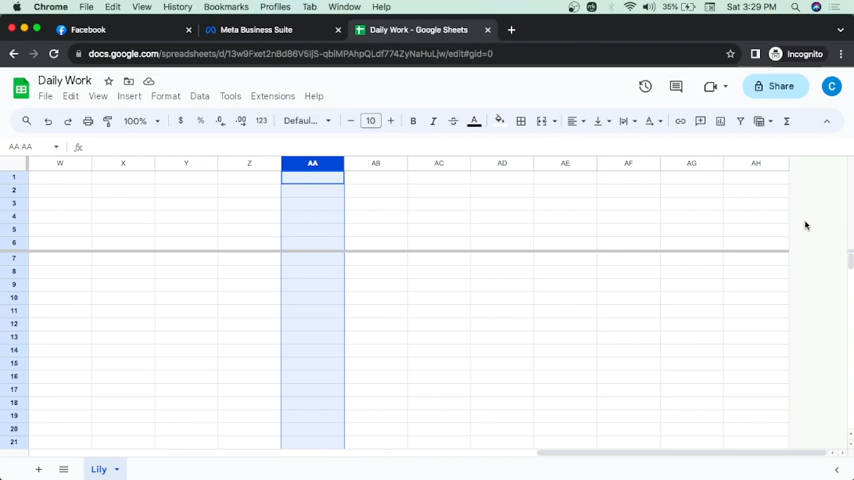 Chrome File Edit View History Bookmarks Profiles Tab Window Help 35% Sat 3:29 PM
Facebook Meta Business Suite Daily Work - Google Sheets
docs.google.com/spreadsheets/d/13w9Fxet2nBd86V5IjS-qbiMPAhpQLdf774ZyNaHuLjw/edit#gid=0 Incognito
Daily Work Share C
File Edit View Insert Format Data Tools Extensions Help
100% $ % .0 .00 123 Defaul... 10 B I S A
AA:AA fx
W X Y Z AA AB AC AD AE AF AG AH
1
2
3
4
5
6
7
8
9
10
11
12
13
14
15
16
17
18
19
20
21
Lily